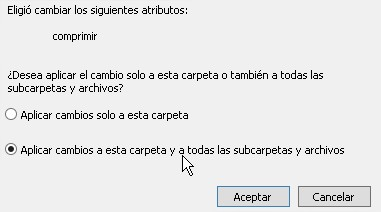 Eligió cambiar los siguientes atributos:
comprimir
¿Desea aplicar el cambio solo a esta carpeta o también a todas las
subcarpetas y archivos?
Aplicar cambios solo a esta carpeta
Aplicar cambios a esta carpeta y a todas las subcarpetas y archivos
Aceptar
Cancelar